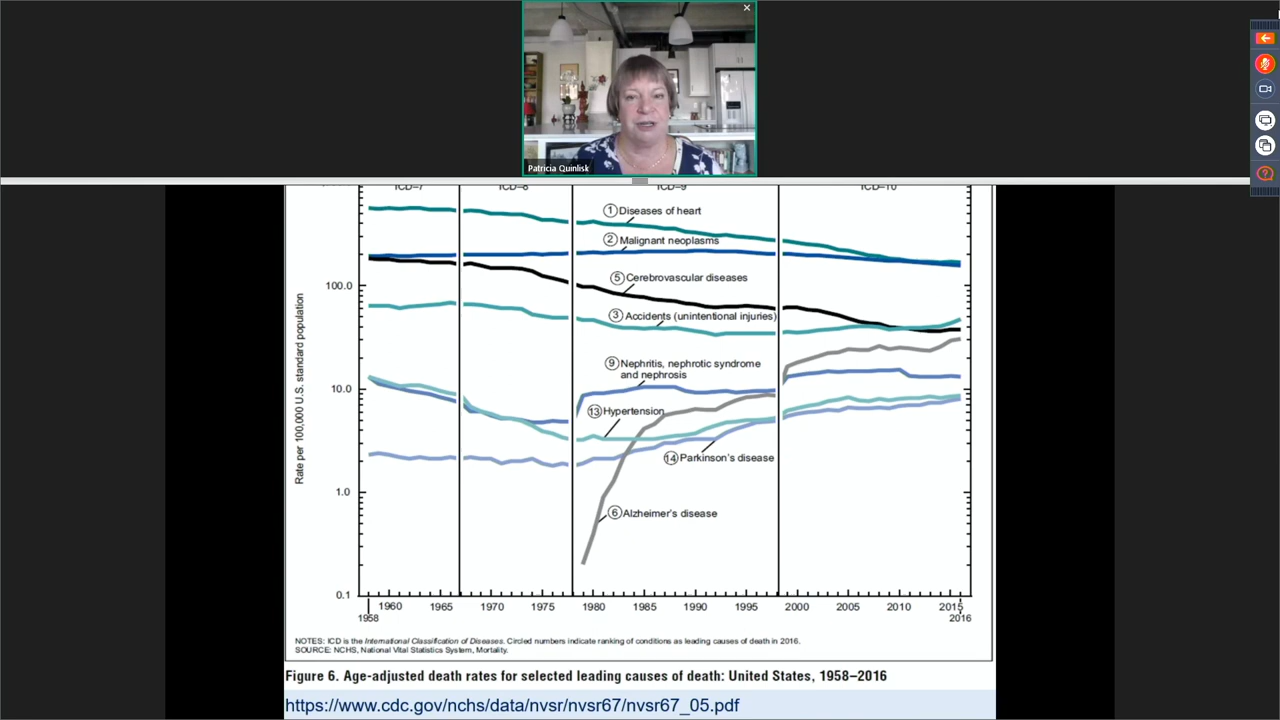 Patricia Quinlisk
ICD–7 ICD–8 ICD–9 ICD–10
1 Diseases of heart
2 Malignant neoplasms
100.0
5 Cerebrovascular diseases
3 Accidents (unintentional injuries)
9 Nephritis, nephrotic syndrome
and nephrosis
10.0
13 Hypertension
14 Parkinson's disease
1.0
6 Alzheimer's disease
0.1
Rate per 100,000 U.S. standard population
1960 1965 1970 1975 1980 1985 1990 1995 2000 2005 2010 2015
1958 2016
NOTES: ICD is the International Classification of Diseases. Circled numbers indicate ranking of conditions as leading causes of death in 2016.
SOURCE: NCHS, National Vital Statistics System, Mortality.
Figure 6. Age-adjusted death rates for selected leading causes of death: United States, 1958–2016
https://www.cdc.gov/nchs/data/nvsr/nvsr67/nvsr67_05.pdf